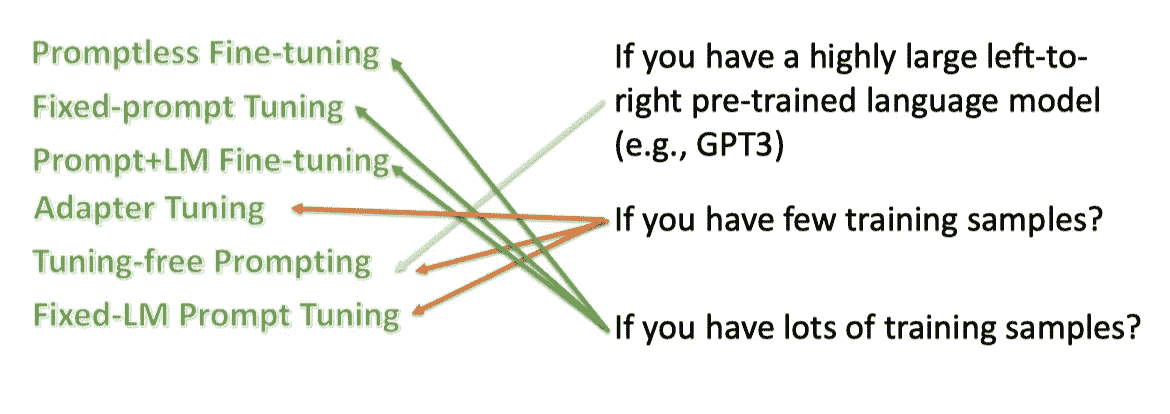 Promptless Fine-tuning
Fixed-prompt Tuning
Prompt+LM Fine-tuning
Adapter Tuning
Tuning-free Prompting
Fixed-LM Prompt Tuning
If you have a highly large left-to-
right pre-trained language model
(e.g., GPT3)
If you have few training samples?
If you have lots of training samples?